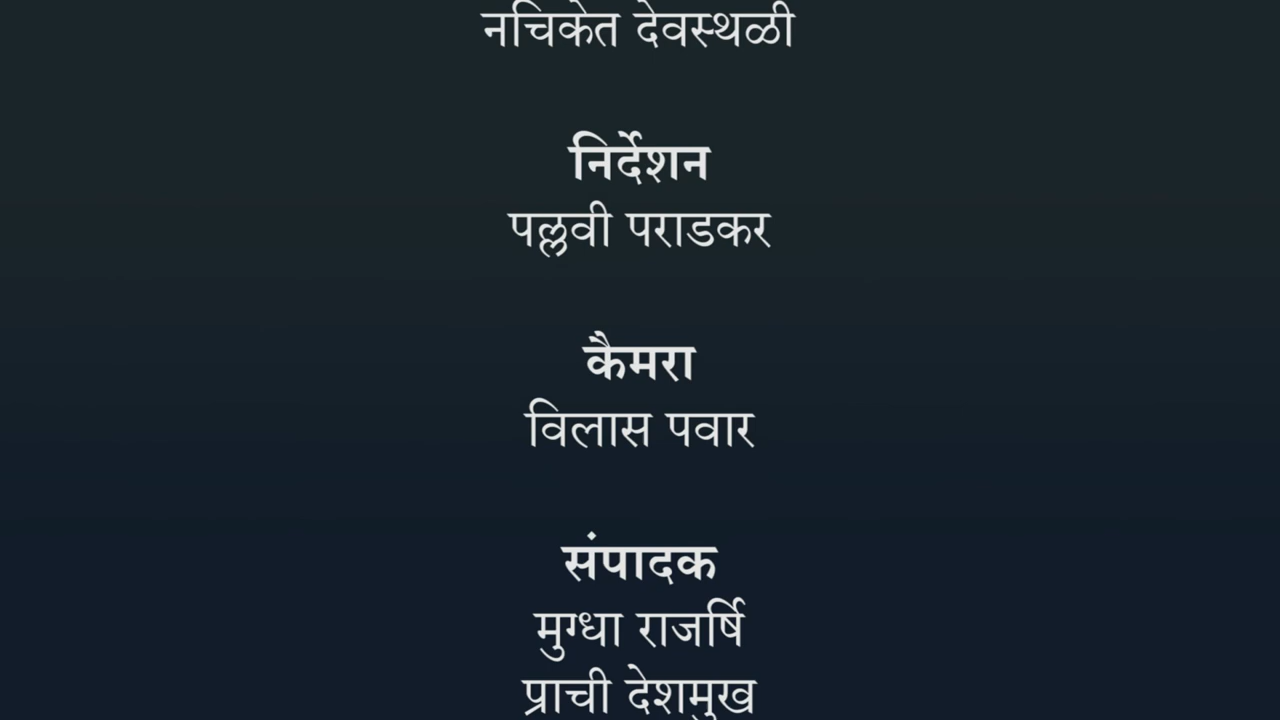 नचिकेत देवस्थळी
निर्देशन
पल्लवी पराडकर
कैमरा
विलास पवार
संपादक
मुग्धा राजर्षि
प्राची देशमुख